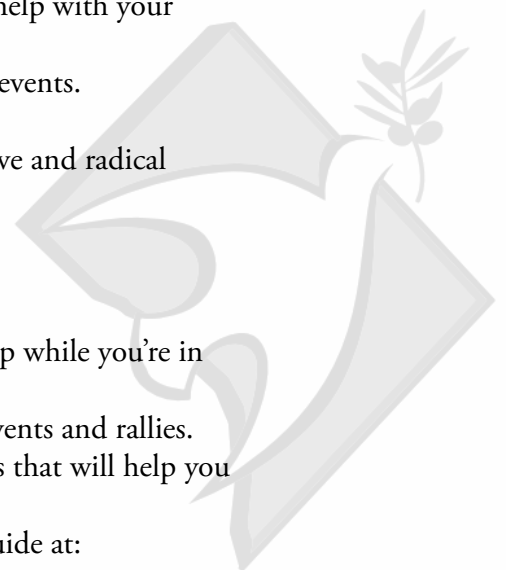 help with your
events.
ve and radical
p while you're in
vents and rallies.
s that will help you
uide at: